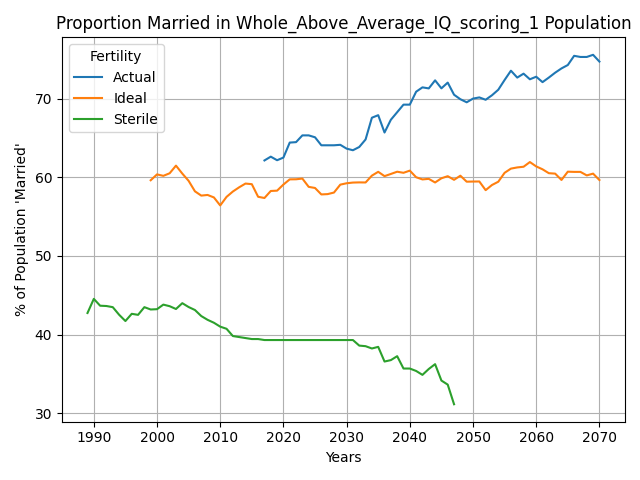 Proportion Married in Whole_Above_Average_IQ_scoring_1 Population
Fertility
Actual
Ideal
Sterile
% of Population 'Married'
70
60
50
40
30
1990 2000 2010 2020 2030 2040 2050 2060 2070
Years